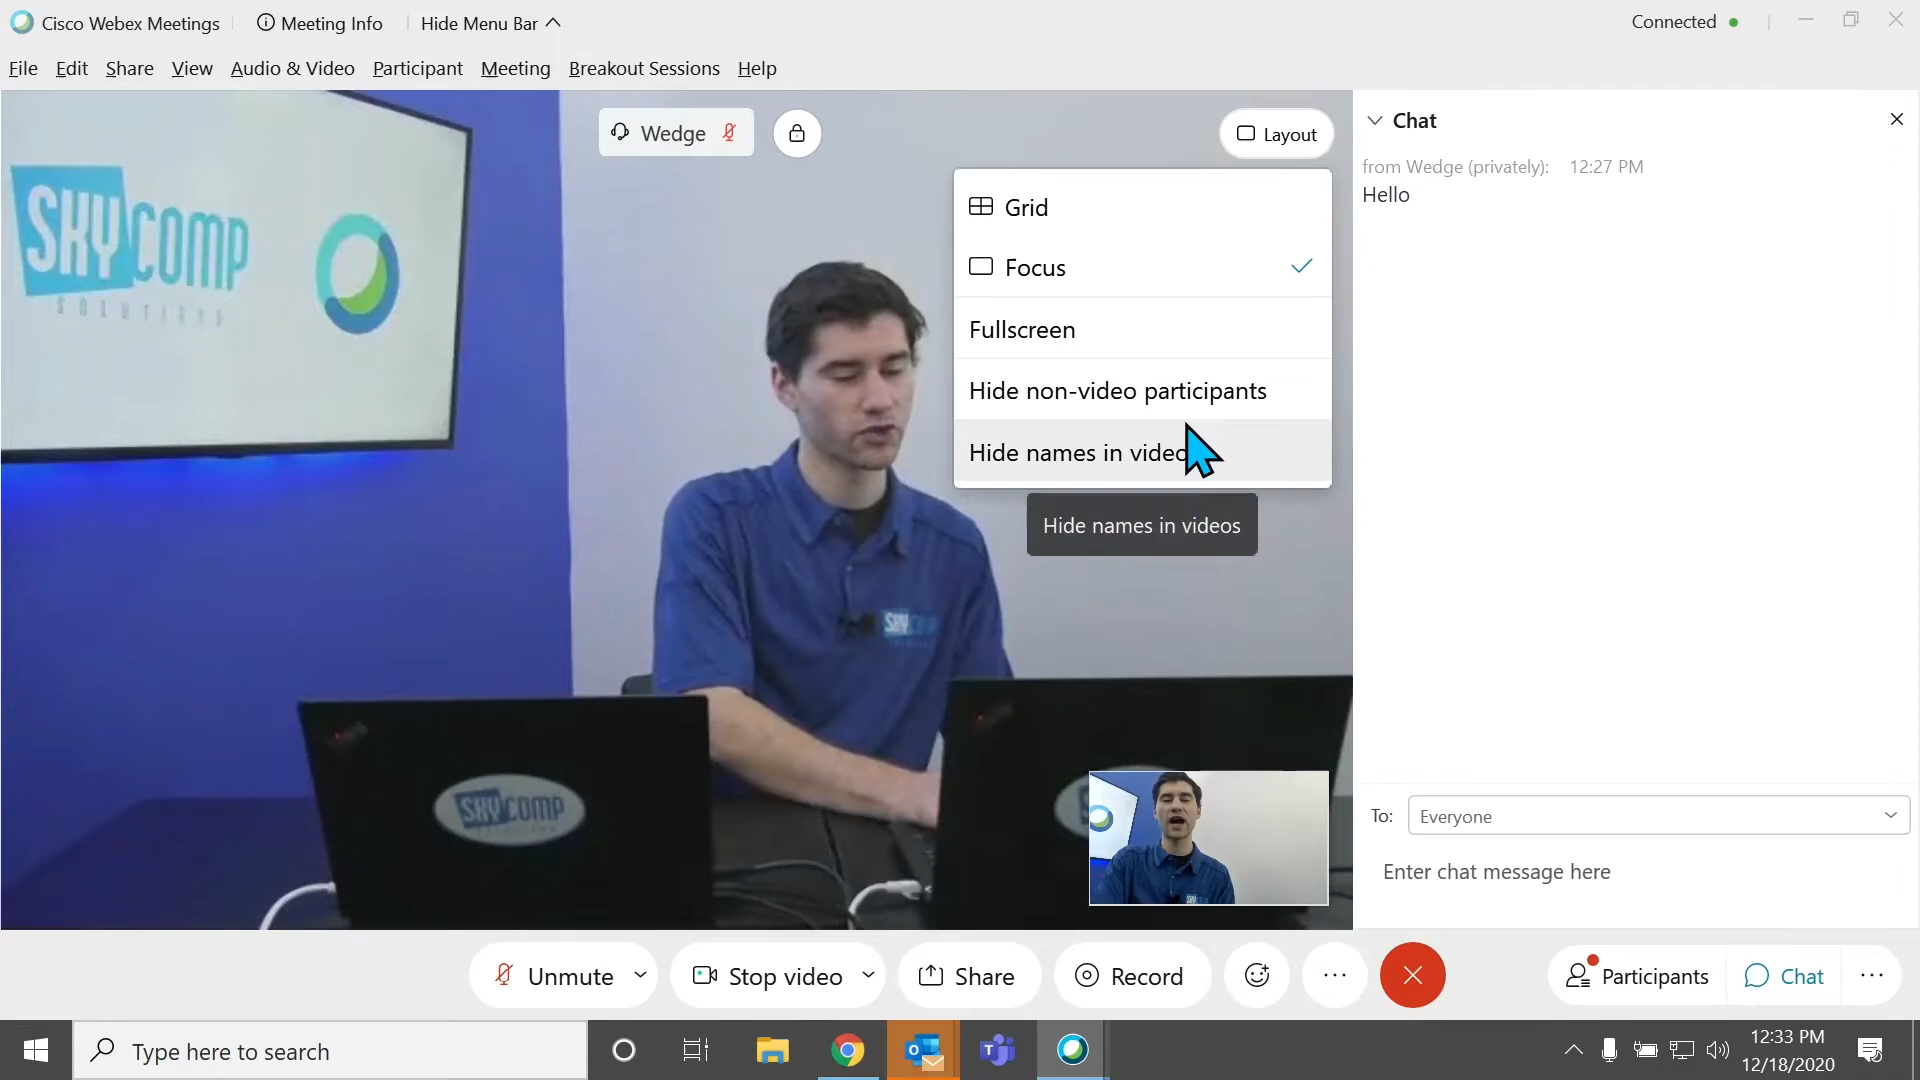 Cisco Webex Meetings
Meeting Info
Hide Menu Bar
Connected
File Edit Share View Audio & Video Participant Meeting Breakout Sessions Help
SKYCOMP
SOLUTIONS
Wedge
Layout
Grid
Focus
Fullscreen
Hide non-video participants
Hide names in video
Hide names in videos
SKYCOMP
Chat
from Wedge (privately): 12:27 PM
Hello
To: Everyone
Enter chat message here
Unmute
Stop video
Share
Record
Participants
Chat
Type here to search
12:33 PM
12/18/2020